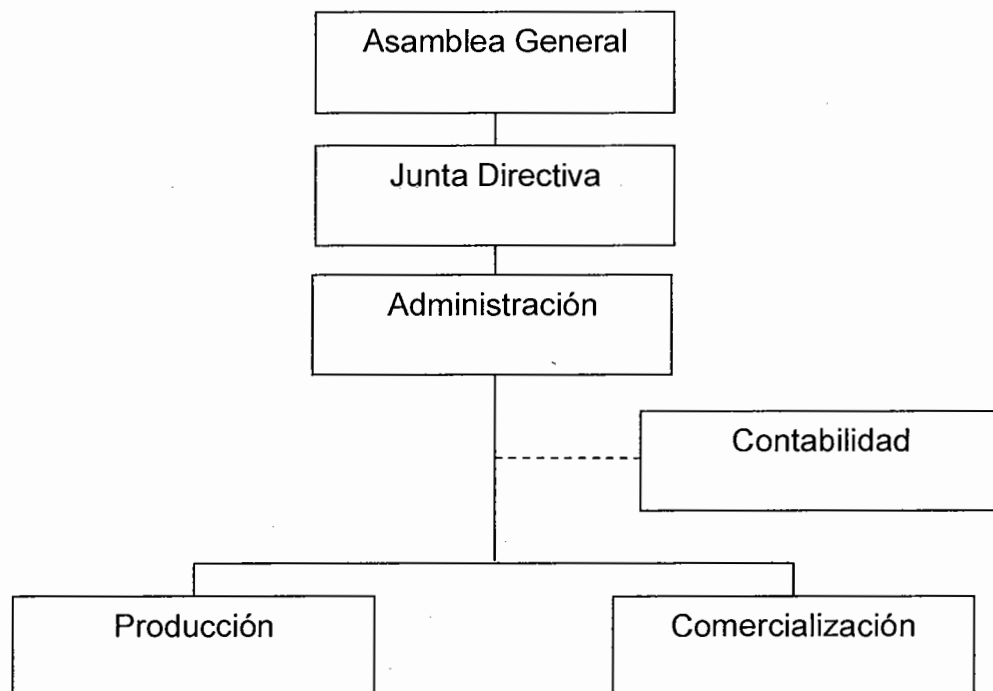 Asamblea General
Junta Directiva
Administración
Contabilidad
Producción
Comercialización